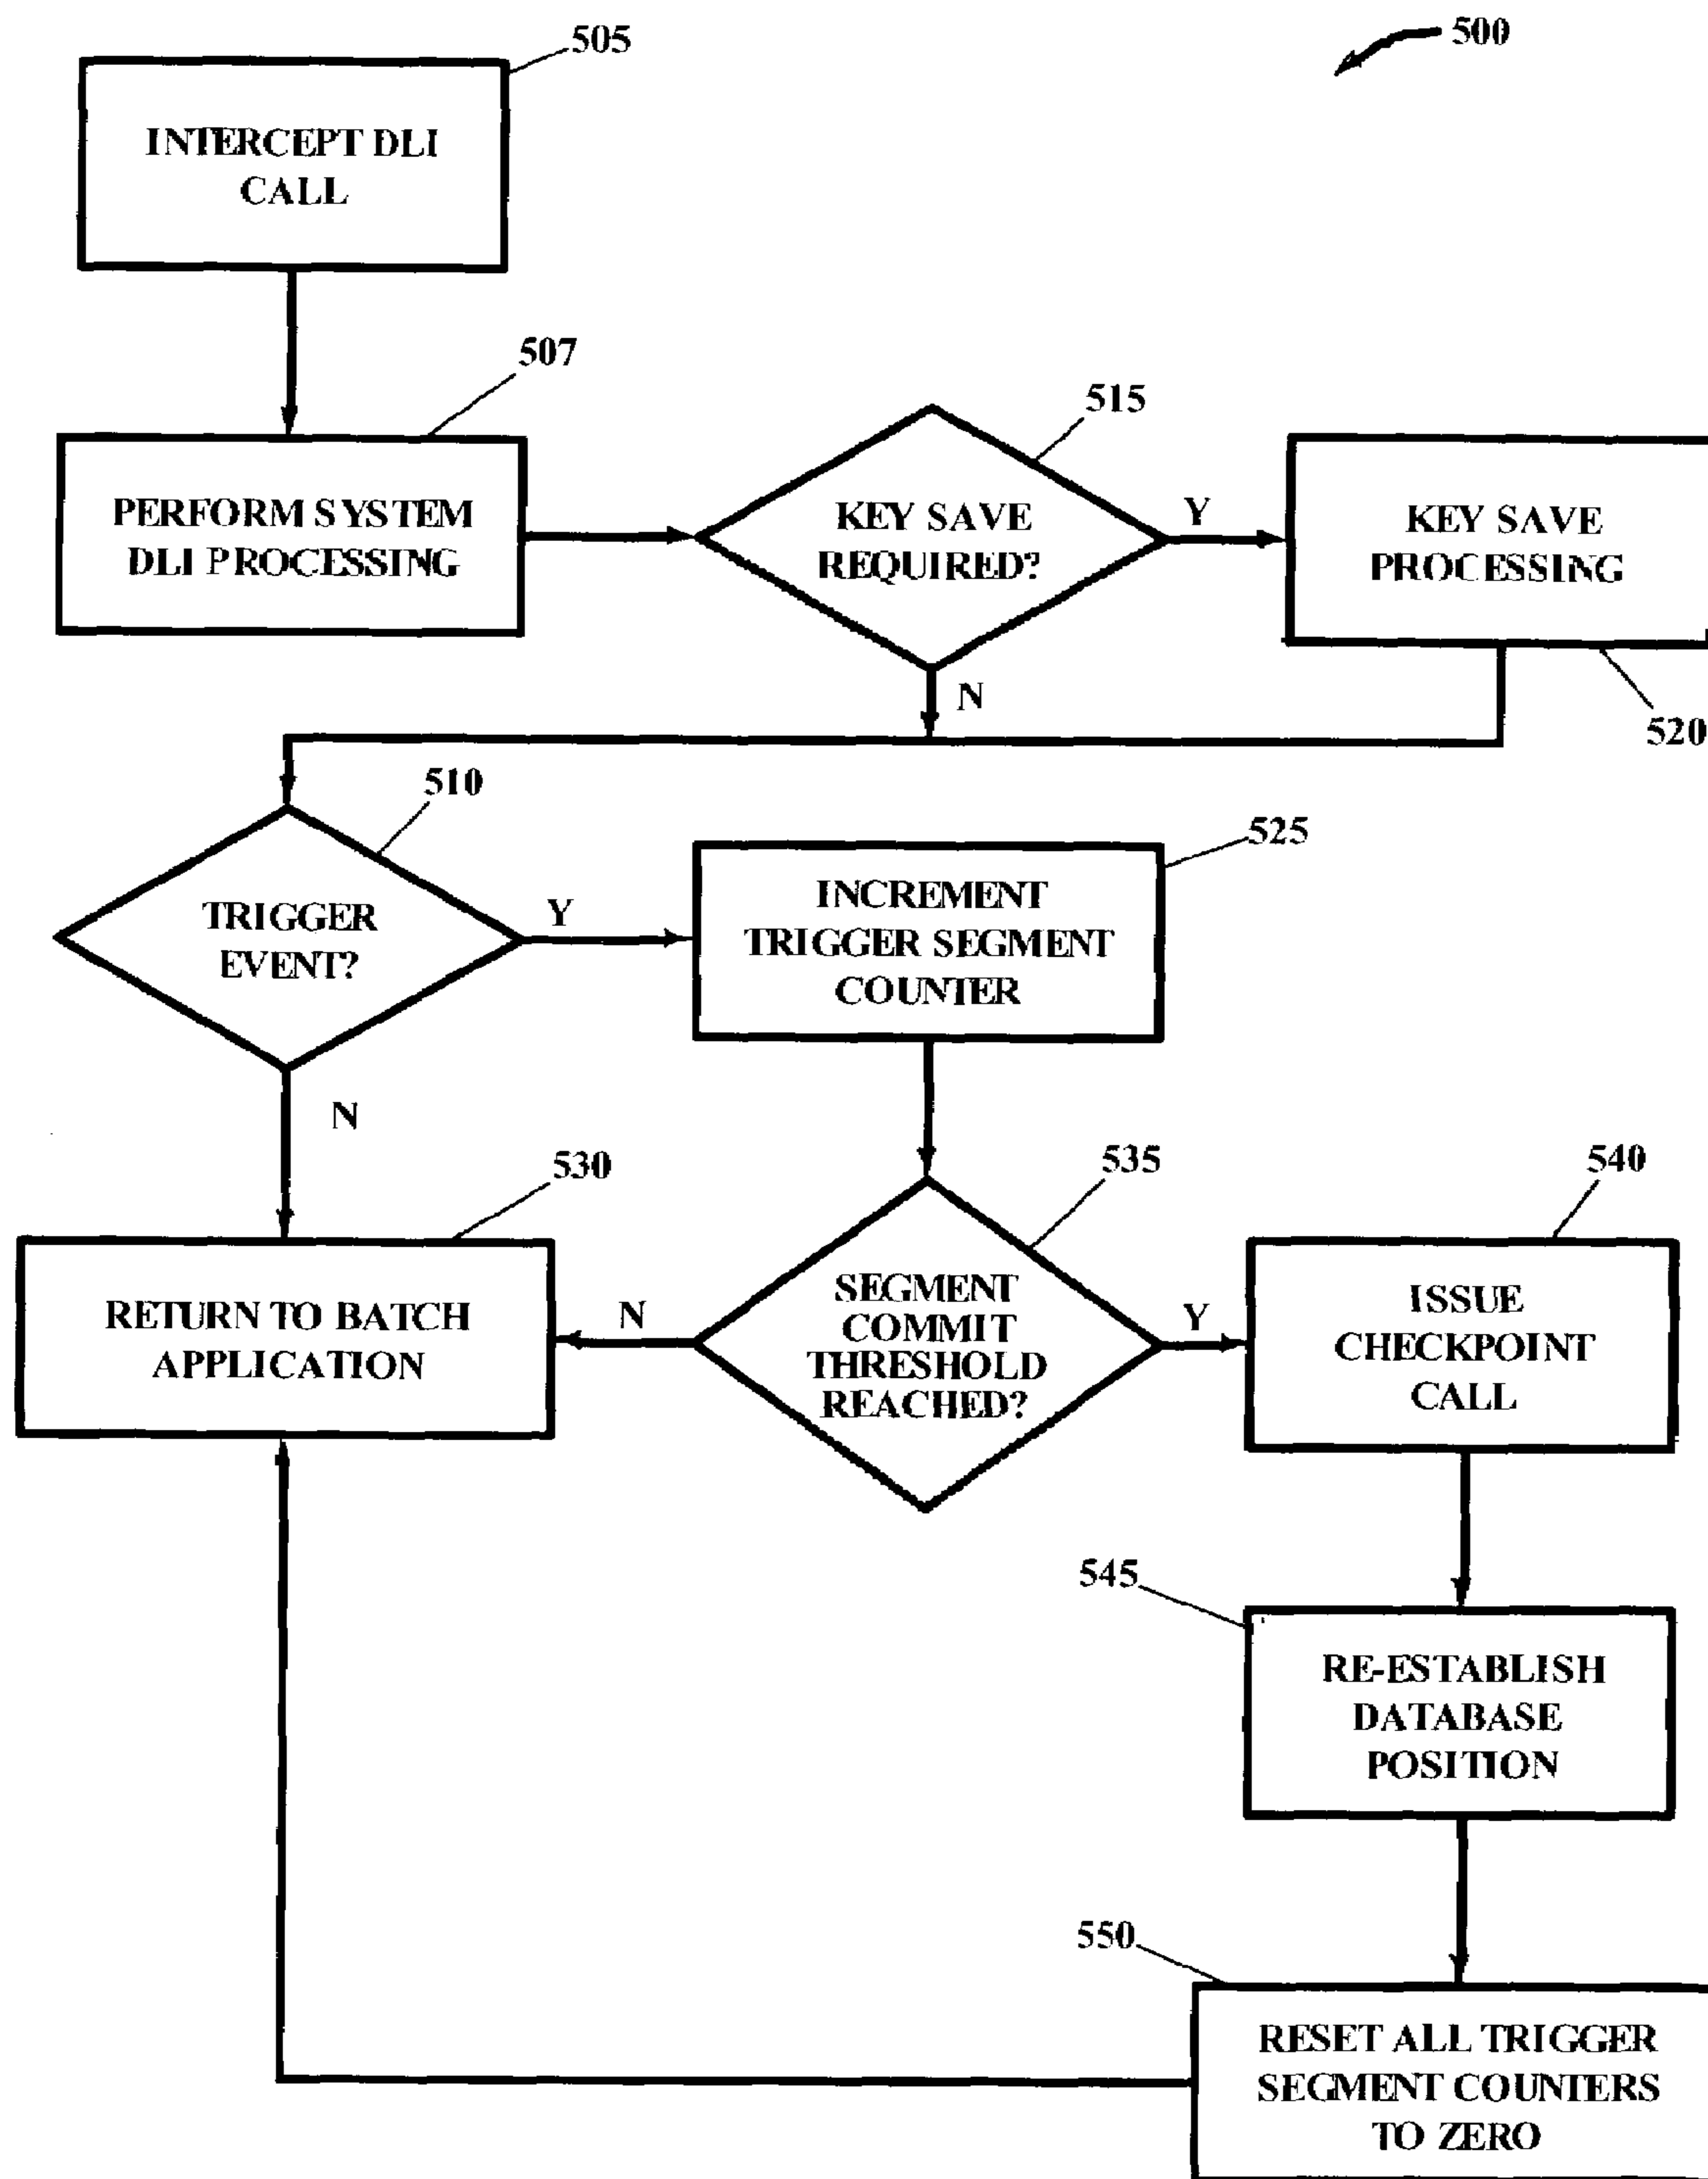 500
505
INTERCEPT DLI
CALL
507
PERFORM SYSTEM
DLI PROCESSING
515
KEY SAVE
REQUIRED?
Y
KEY SAVE
PROCESSING
520
N
510
TRIGGER
EVENT?
Y
525
INCREMENT
TRIGGER SEGMENT
COUNTER
N
530
RETURN TO BATCH
APPLICATION
535
SEGMENT
COMMIT
THRESHOLD
REACHED?
N
Y
540
ISSUE
CHECKPOINT
CALL
545
RE-ESTABLISH
DATABASE
POSITION
550
RESET ALL TRIGGER
SEGMENT COUNTERS
TO ZERO